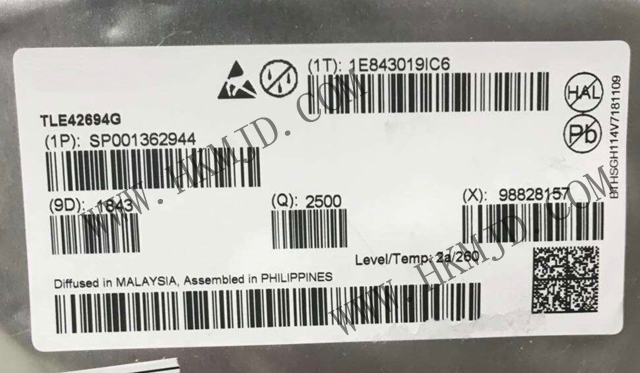 (1T): 1E843019IC6
TLE42694G
(1P): SP001362944
(9D): 1843
(Q): 2500
(X): 98828157
Level/Temp: 2a/260
Diffused in MALAYSIA, Assembled in PHILIPPINES
HAL
Pb
BTHSGH114V7181109
WWW.HKMJD.COM
WWW.HKMJD.COM